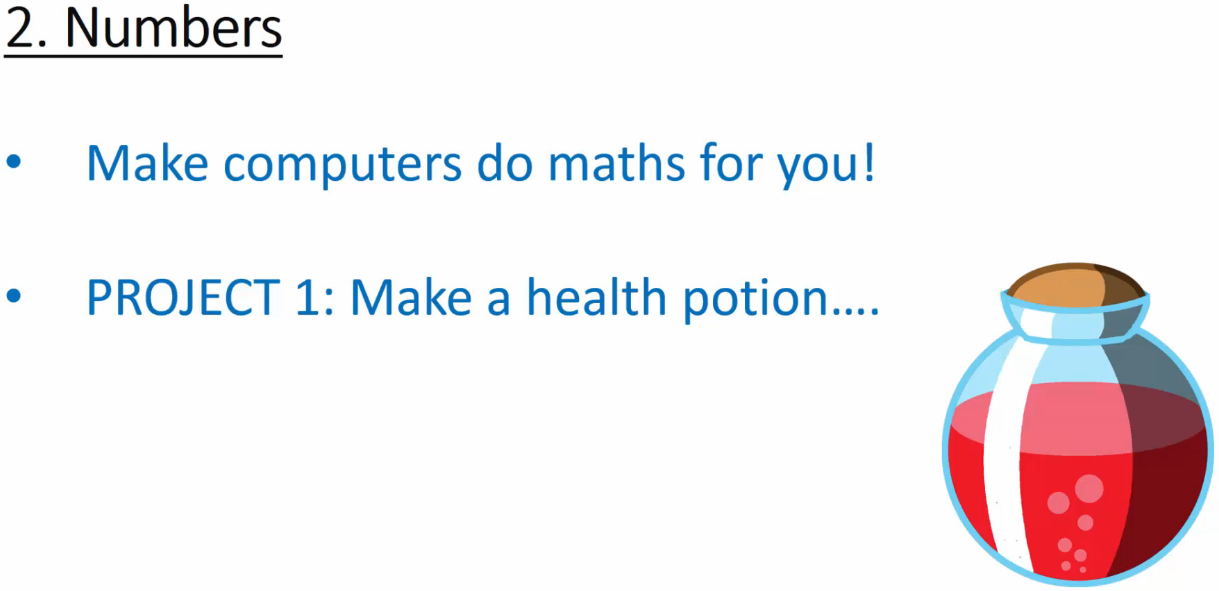 2. Numbers
• Make computers do maths for you!
• PROJECT 1: Make a health potion....